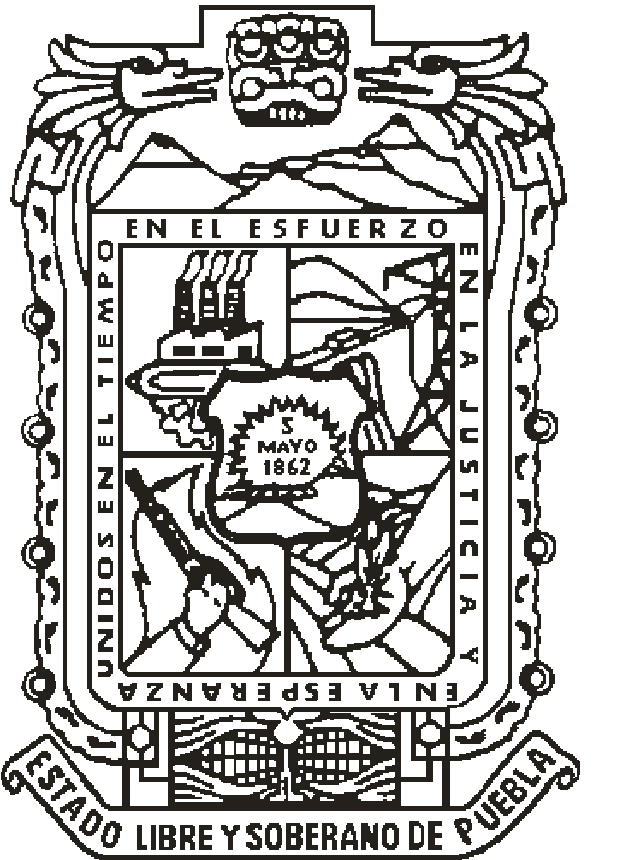 UNIDOS EN EL TIEMPO
EN EL ESFUERZO
EN LA JUSTICIA Y
EN LA ESPERANZA
5
MAYO
1862
ESTADO LIBRE Y SOBERANO DE PUEBLA